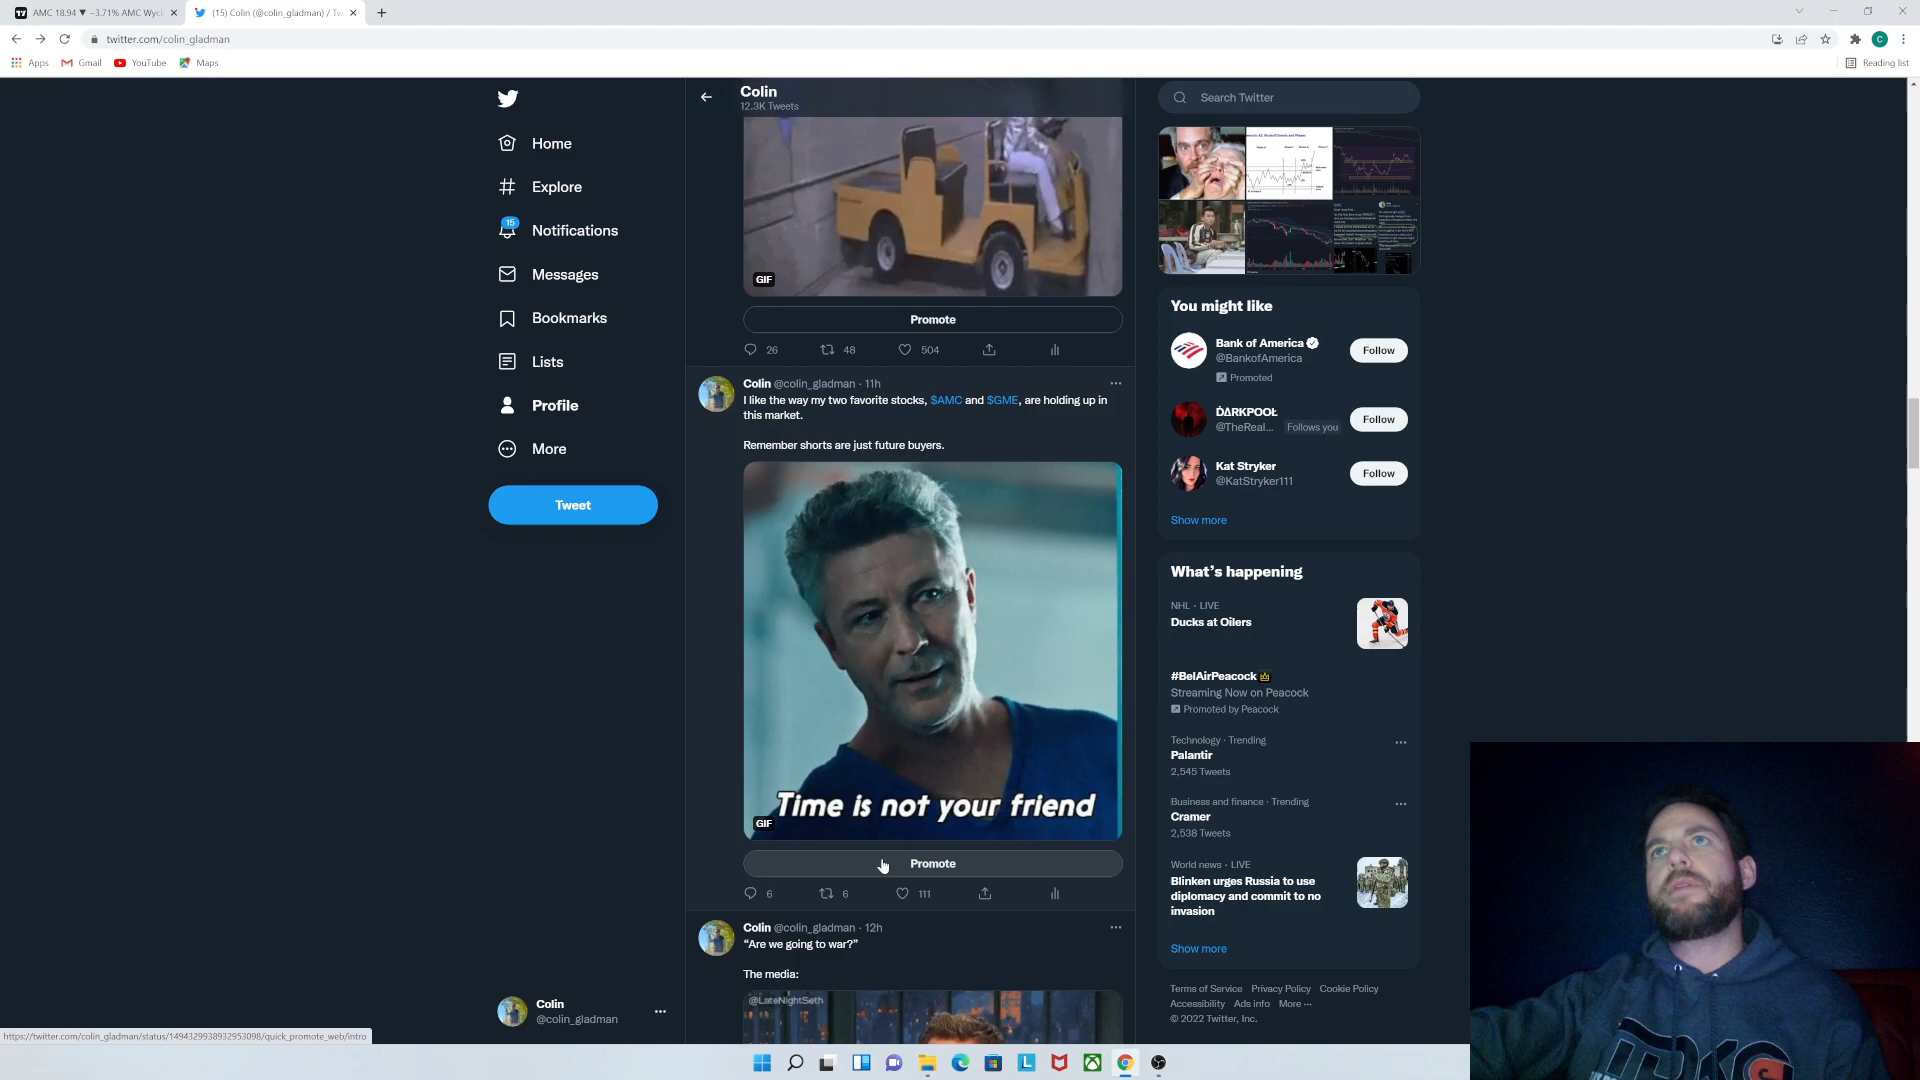 AMC 18.94 ▼ −3.71% AMC Wyc
(15) Colin (@colin_gladman) / Tw
twitter.com/colin_gladman
C
Apps
Gmail
YouTube
Maps
Reading list
Colin
12.3K Tweets
Search Twitter
Home
Explore
15
Notifications
Messages
Bookmarks
Lists
Profile
More
Tweet
GIF
Promote
26
48
504
Colin @colin_gladman · 11h
I like the way my two favorite stocks, $AMC and $GME, are holding up in
this market.
Remember shorts are just future buyers.
Time is not your friend
GIF
Promote
6
6
111
Colin @colin_gladman · 12h
“Are we going to war?”
The media:
@LateNightSeth
You might like
Bank of America
@BankofAmerica
Promoted
Follow
ḊΔRKPOOŁ
@TheReal...
Follows you
Follow
Kat Stryker
@KatStryker111
Follow
Show more
What’s happening
NHL · LIVE
Ducks at Oilers
#BelAirPeacock
Streaming Now on Peacock
Promoted by Peacock
Technology · Trending
Palantir
2,545 Tweets
Business and finance · Trending
Cramer
2,538 Tweets
World news · LIVE
Blinken urges Russia to use
diplomacy and commit to no
invasion
Show more
Terms of Service Privacy Policy Cookie Policy
Accessibility Ads info More ···
© 2022 Twitter, Inc.
Colin
@colin_gladman
https://twitter.com/colin_gladman/status/1494329938932953098/quick_promote_web/intro